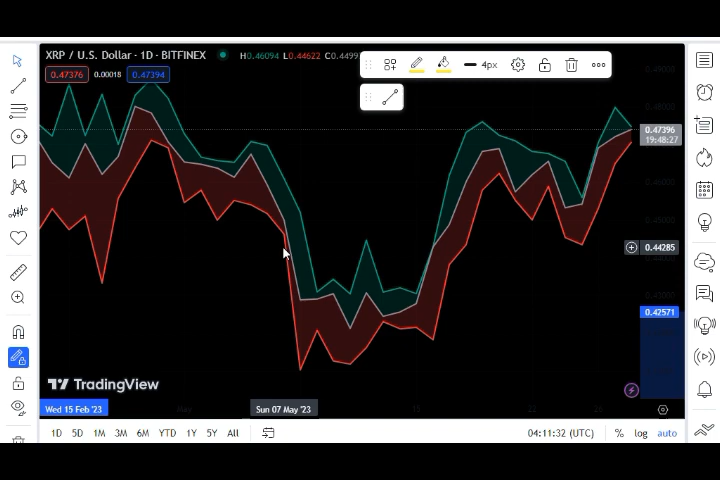 XRP / U.S. Dollar · 1D · BITFINEX
H0.46094 L0.44622 C0.4499
0.47376 0.00018 0.47394
4px
0.47396
19:48:27
0.44285
0.42571
TradingView
Wed 15 Feb '23
Sun 07 May '23
15
22
1D 5D 1M 3M 6M YTD 1Y 5Y All
04:11:32 (UTC)
% log auto